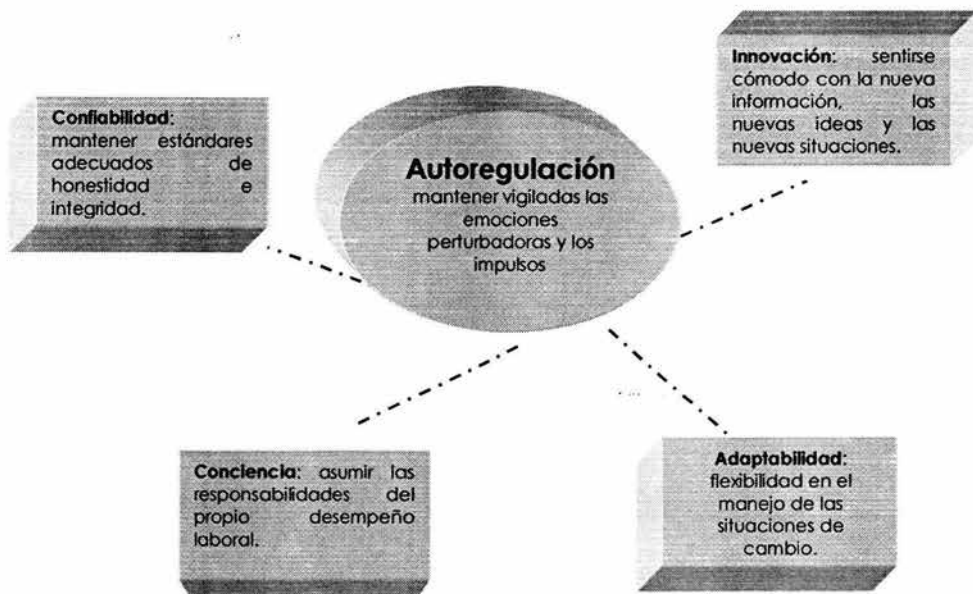 Confiabilidad:
mantener estándares
adecuados de
honestidad e
integridad.
Autoregulación
mantener vigiladas las
emociones
perturbadoras y los
impulsos
Innovación: sentirse
cómodo con la nueva
información, las
nuevas ideas y las
nuevas situaciones.
Conciencia: asumir las
responsabilidades del
propio desempeño
laboral.
Adaptabilidad:
flexibilidad en el
manejo de las
situaciones de
cambio.